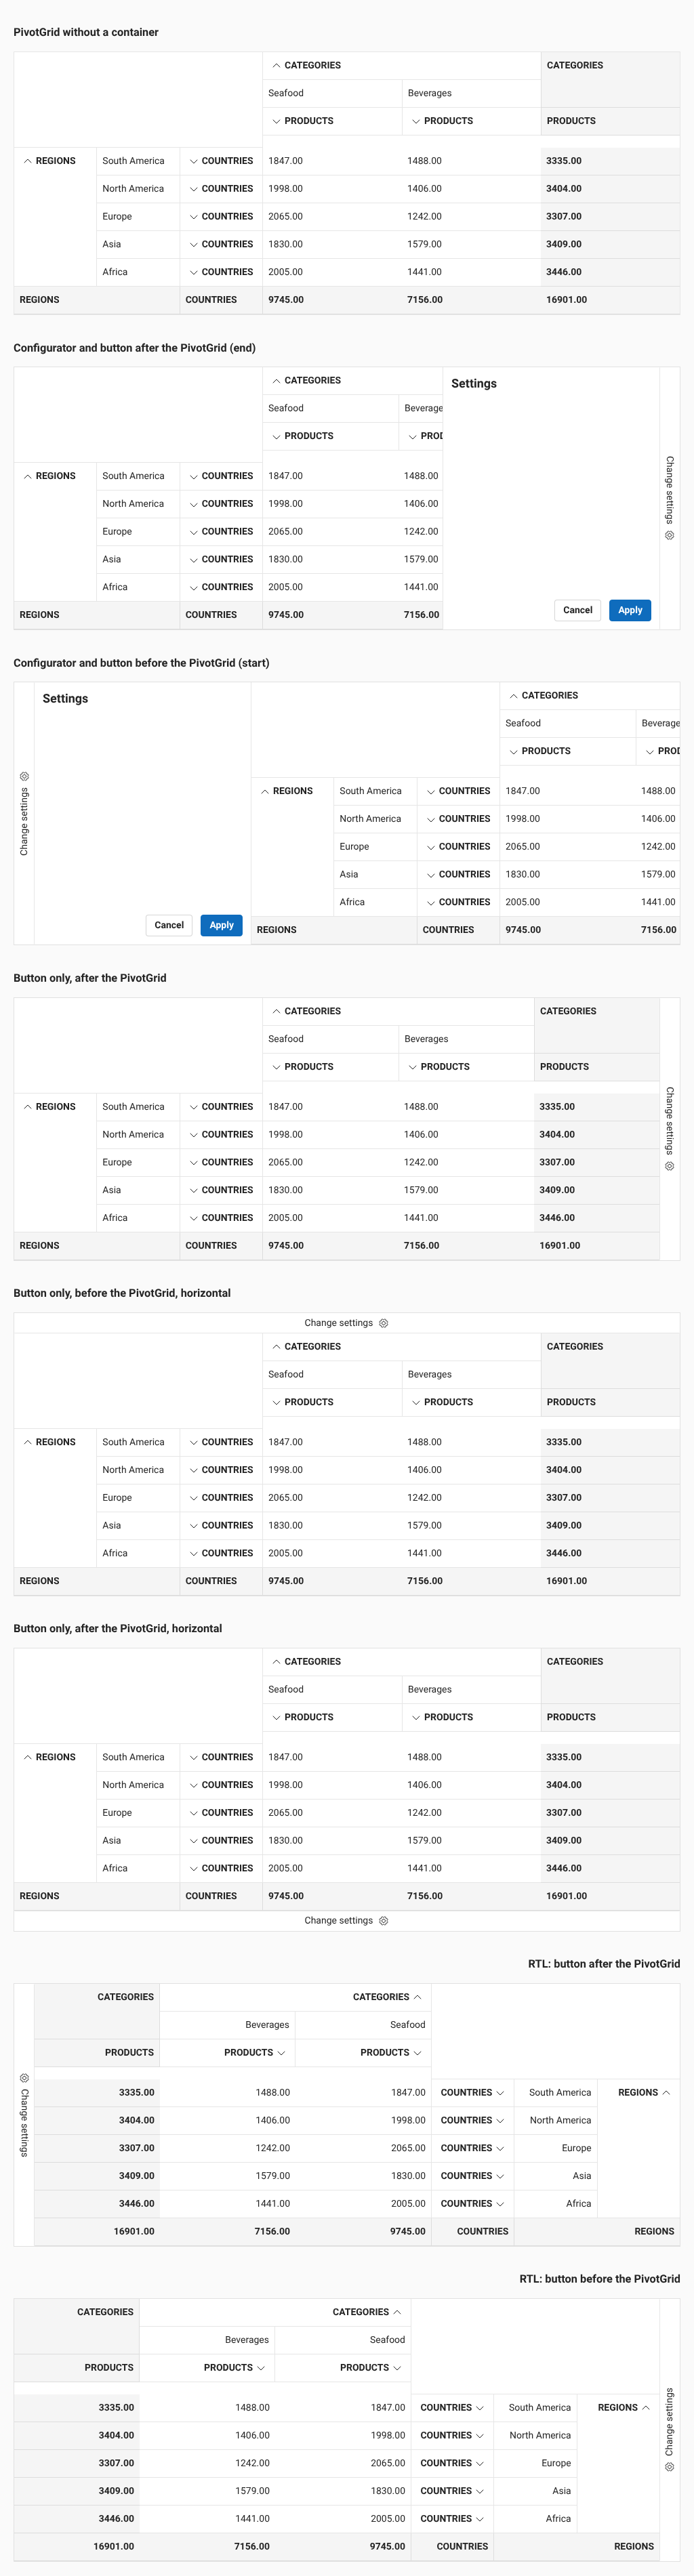 PivotGrid without a container
CATEGORIES CATEGORIES
Seafood Beverages
PRODUCTS PRODUCTS PRODUCTS
REGIONS South America COUNTRIES 1847.00 1488.00 3335.00
North America COUNTRIES 1998.00 1406.00 3404.00
Europe COUNTRIES 2065.00 1242.00 3307.00
Asia COUNTRIES 1830.00 1579.00 3409.00
Africa COUNTRIES 2005.00 1441.00 3446.00
REGIONS COUNTRIES 9745.00 7156.00 16901.00
Configurator and button after the PivotGrid (end)
CATEGORIES Settings
Seafood Beverage
PRODUCTS PROD
REGIONS South America COUNTRIES 1847.00 1488.00
North America COUNTRIES 1998.00 1406.00
Europe COUNTRIES 2065.00 1242.00
Asia COUNTRIES 1830.00 1579.00
Africa COUNTRIES 2005.00 1441.00
REGIONS COUNTRIES 9745.00 7156.00
Cancel Apply
Change settings
Configurator and button before the PivotGrid (start)
Change settings
Settings
Cancel Apply
CATEGORIES
Seafood Beverage
PRODUCTS PROD
REGIONS South America COUNTRIES 1847.00 1488.00
North America COUNTRIES 1998.00 1406.00
Europe COUNTRIES 2065.00 1242.00
Asia COUNTRIES 1830.00 1579.00
Africa COUNTRIES 2005.00 1441.00
REGIONS COUNTRIES 9745.00 7156.00
Button only, after the PivotGrid
CATEGORIES CATEGORIES
Seafood Beverages
PRODUCTS PRODUCTS PRODUCTS
REGIONS South America COUNTRIES 1847.00 1488.00 3335.00
North America COUNTRIES 1998.00 1406.00 3404.00
Europe COUNTRIES 2065.00 1242.00 3307.00
Asia COUNTRIES 1830.00 1579.00 3409.00
Africa COUNTRIES 2005.00 1441.00 3446.00
REGIONS COUNTRIES 9745.00 7156.00 16901.00
Change settings
Button only, before the PivotGrid, horizontal
Change settings
CATEGORIES CATEGORIES
Seafood Beverages
PRODUCTS PRODUCTS PRODUCTS
REGIONS South America COUNTRIES 1847.00 1488.00 3335.00
North America COUNTRIES 1998.00 1406.00 3404.00
Europe COUNTRIES 2065.00 1242.00 3307.00
Asia COUNTRIES 1830.00 1579.00 3409.00
Africa COUNTRIES 2005.00 1441.00 3446.00
REGIONS COUNTRIES 9745.00 7156.00 16901.00
Button only, after the PivotGrid, horizontal
CATEGORIES CATEGORIES
Seafood Beverages
PRODUCTS PRODUCTS PRODUCTS
REGIONS South America COUNTRIES 1847.00 1488.00 3335.00
North America COUNTRIES 1998.00 1406.00 3404.00
Europe COUNTRIES 2065.00 1242.00 3307.00
Asia COUNTRIES 1830.00 1579.00 3409.00
Africa COUNTRIES 2005.00 1441.00 3446.00
REGIONS COUNTRIES 9745.00 7156.00 16901.00
Change settings
RTL: button after the PivotGrid
Change settings
CATEGORIES CATEGORIES
Beverages Seafood
PRODUCTS PRODUCTS PRODUCTS
3335.00 1488.00 1847.00 COUNTRIES South America REGIONS
3404.00 1406.00 1998.00 COUNTRIES North America
3307.00 1242.00 2065.00 COUNTRIES Europe
3409.00 1579.00 1830.00 COUNTRIES Asia
3446.00 1441.00 2005.00 COUNTRIES Africa
16901.00 7156.00 9745.00 COUNTRIES REGIONS
RTL: button before the PivotGrid
CATEGORIES CATEGORIES
Beverages Seafood
PRODUCTS PRODUCTS PRODUCTS
3335.00 1488.00 1847.00 COUNTRIES South America REGIONS
3404.00 1406.00 1998.00 COUNTRIES North America
3307.00 1242.00 2065.00 COUNTRIES Europe
3409.00 1579.00 1830.00 COUNTRIES Asia
3446.00 1441.00 2005.00 COUNTRIES Africa
16901.00 7156.00 9745.00 COUNTRIES REGIONS
Change settings